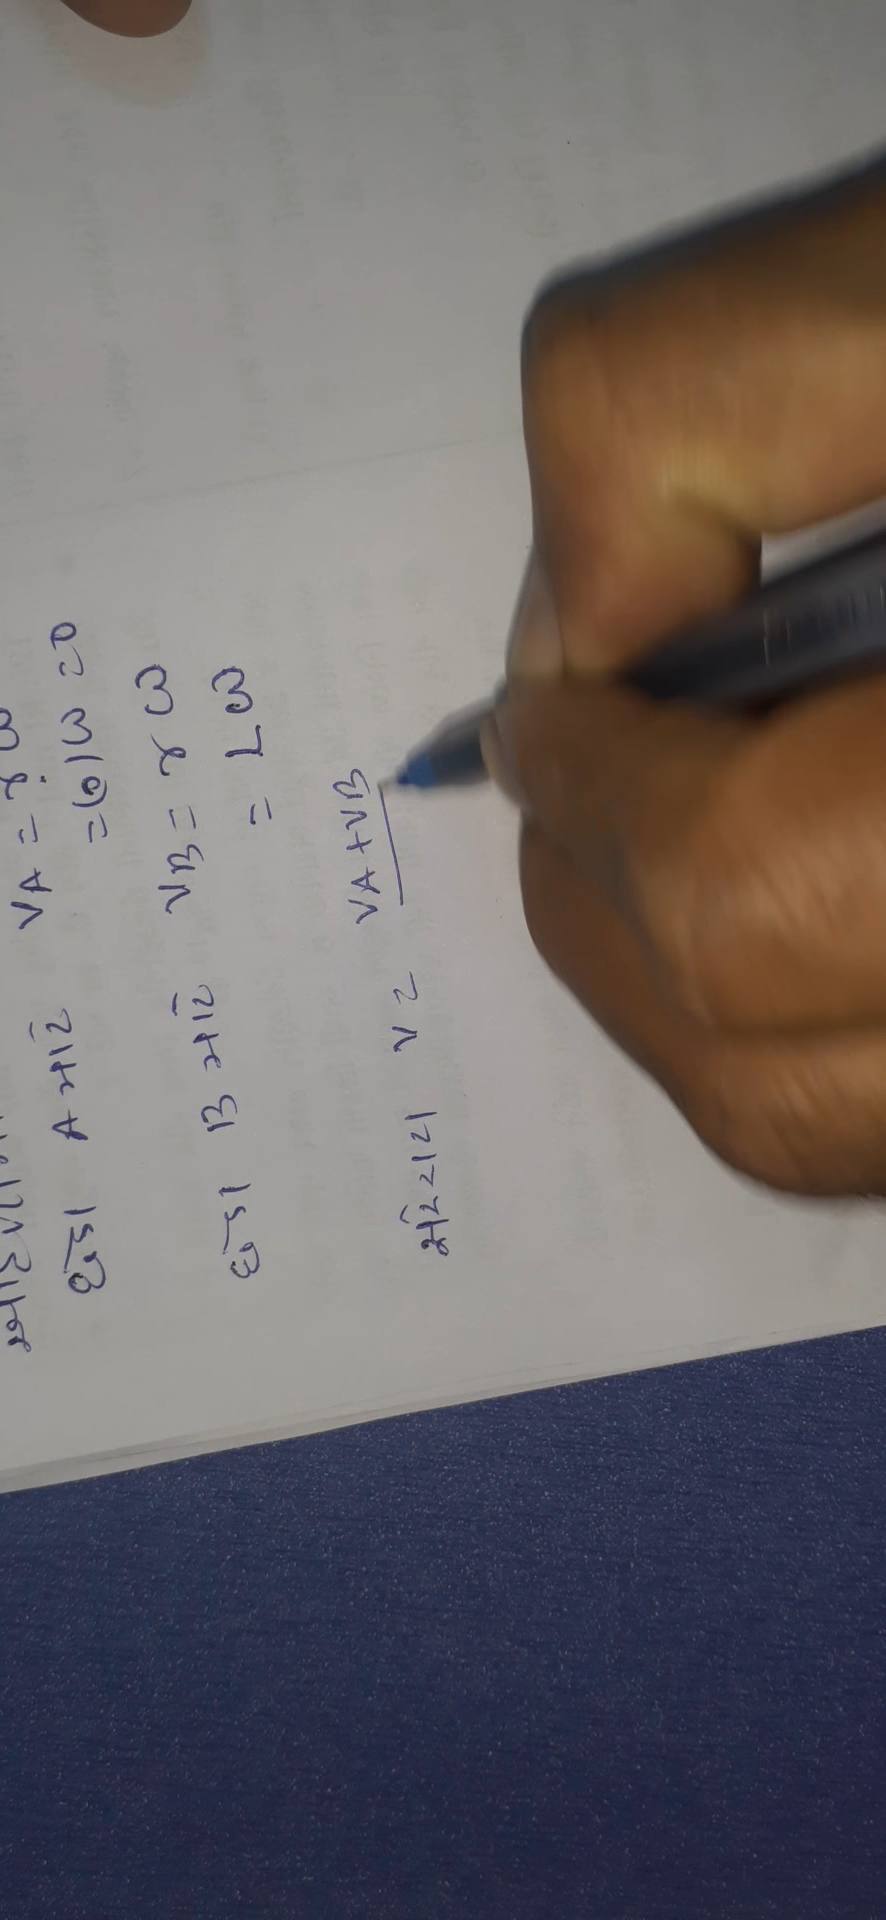 VA = rω
છેડા A માટે = (0)ω = 0
VB = rω
છેડા B માટે = Lω
VA + VB
સરેરાશ V =